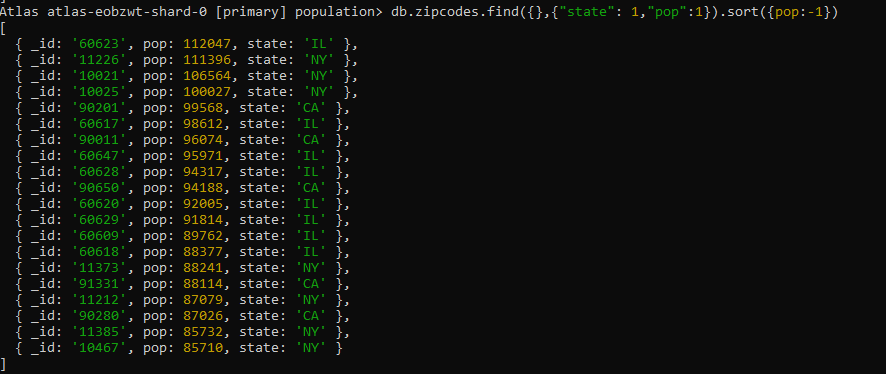 Atlas atlas-eobzwt-shard-0 [primary] population> db.zipcodes.find({},{"state": 1,"pop":1}).sort({pop:-1})
[
  { _id: '60623', pop: 112047, state: 'IL' },
  { _id: '11226', pop: 111396, state: 'NY' },
  { _id: '10021', pop: 106564, state: 'NY' },
  { _id: '10025', pop: 100027, state: 'NY' },
  { _id: '90201', pop: 99568, state: 'CA' },
  { _id: '60617', pop: 98612, state: 'IL' },
  { _id: '90011', pop: 96074, state: 'CA' },
  { _id: '60647', pop: 95971, state: 'IL' },
  { _id: '60628', pop: 94317, state: 'IL' },
  { _id: '90650', pop: 94188, state: 'CA' },
  { _id: '60620', pop: 92005, state: 'IL' },
  { _id: '60629', pop: 91814, state: 'IL' },
  { _id: '60609', pop: 89762, state: 'IL' },
  { _id: '60618', pop: 88377, state: 'IL' },
  { _id: '11373', pop: 88241, state: 'NY' },
  { _id: '91331', pop: 88114, state: 'CA' },
  { _id: '11212', pop: 87079, state: 'NY' },
  { _id: '90280', pop: 87026, state: 'CA' },
  { _id: '11385', pop: 85732, state: 'NY' },
  { _id: '10467', pop: 85710, state: 'NY' }
]